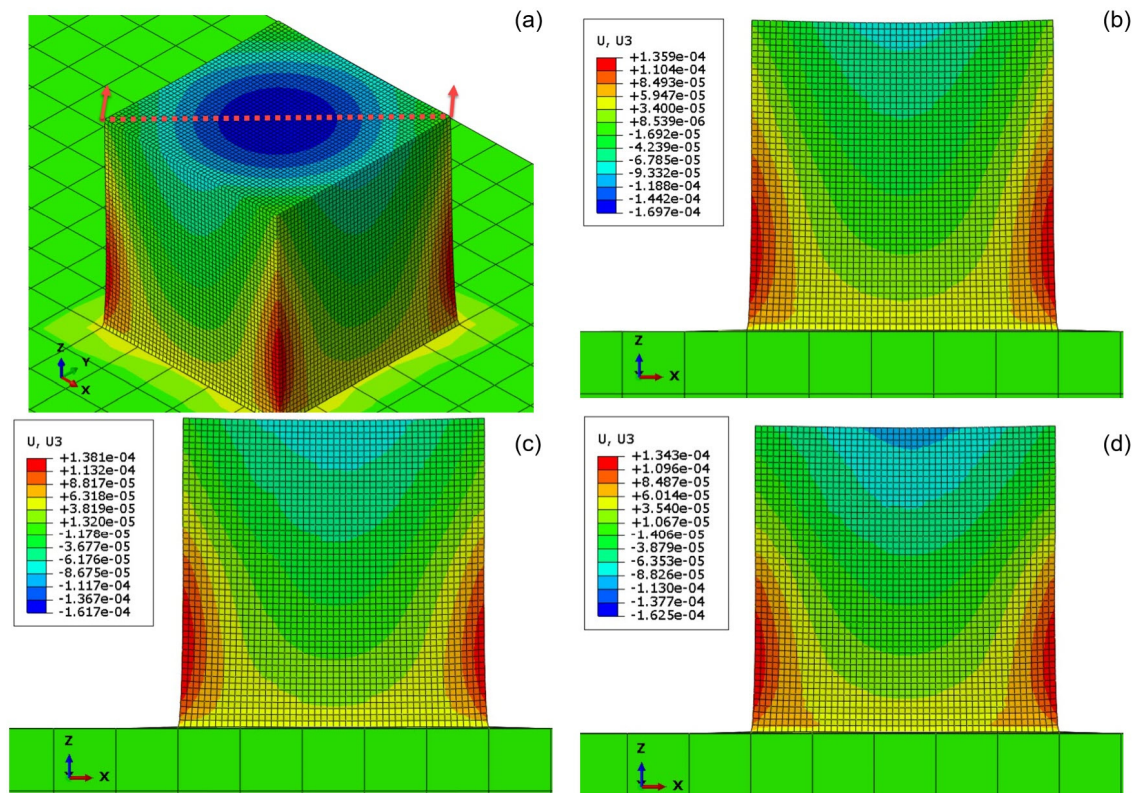 (a)
Z
Y
X
(b)
U, U3
+1.359e-04
+1.104e-04
+8.493e-05
+5.947e-05
+3.400e-05
+8.539e-06
-1.692e-05
-4.239e-05
-6.785e-05
-9.332e-05
-1.188e-04
-1.442e-04
-1.697e-04
Z
X
(c)
U, U3
+1.381e-04
+1.132e-04
+8.817e-05
+6.318e-05
+3.819e-05
+1.320e-05
-1.178e-05
-3.677e-05
-6.176e-05
-8.675e-05
-1.117e-04
-1.367e-04
-1.617e-04
Z
X
(d)
U, U3
+1.343e-04
+1.096e-04
+8.487e-05
+6.014e-05
+3.540e-05
+1.067e-05
-1.406e-05
-3.879e-05
-6.353e-05
-8.826e-05
-1.130e-04
-1.377e-04
-1.625e-04
Z
X